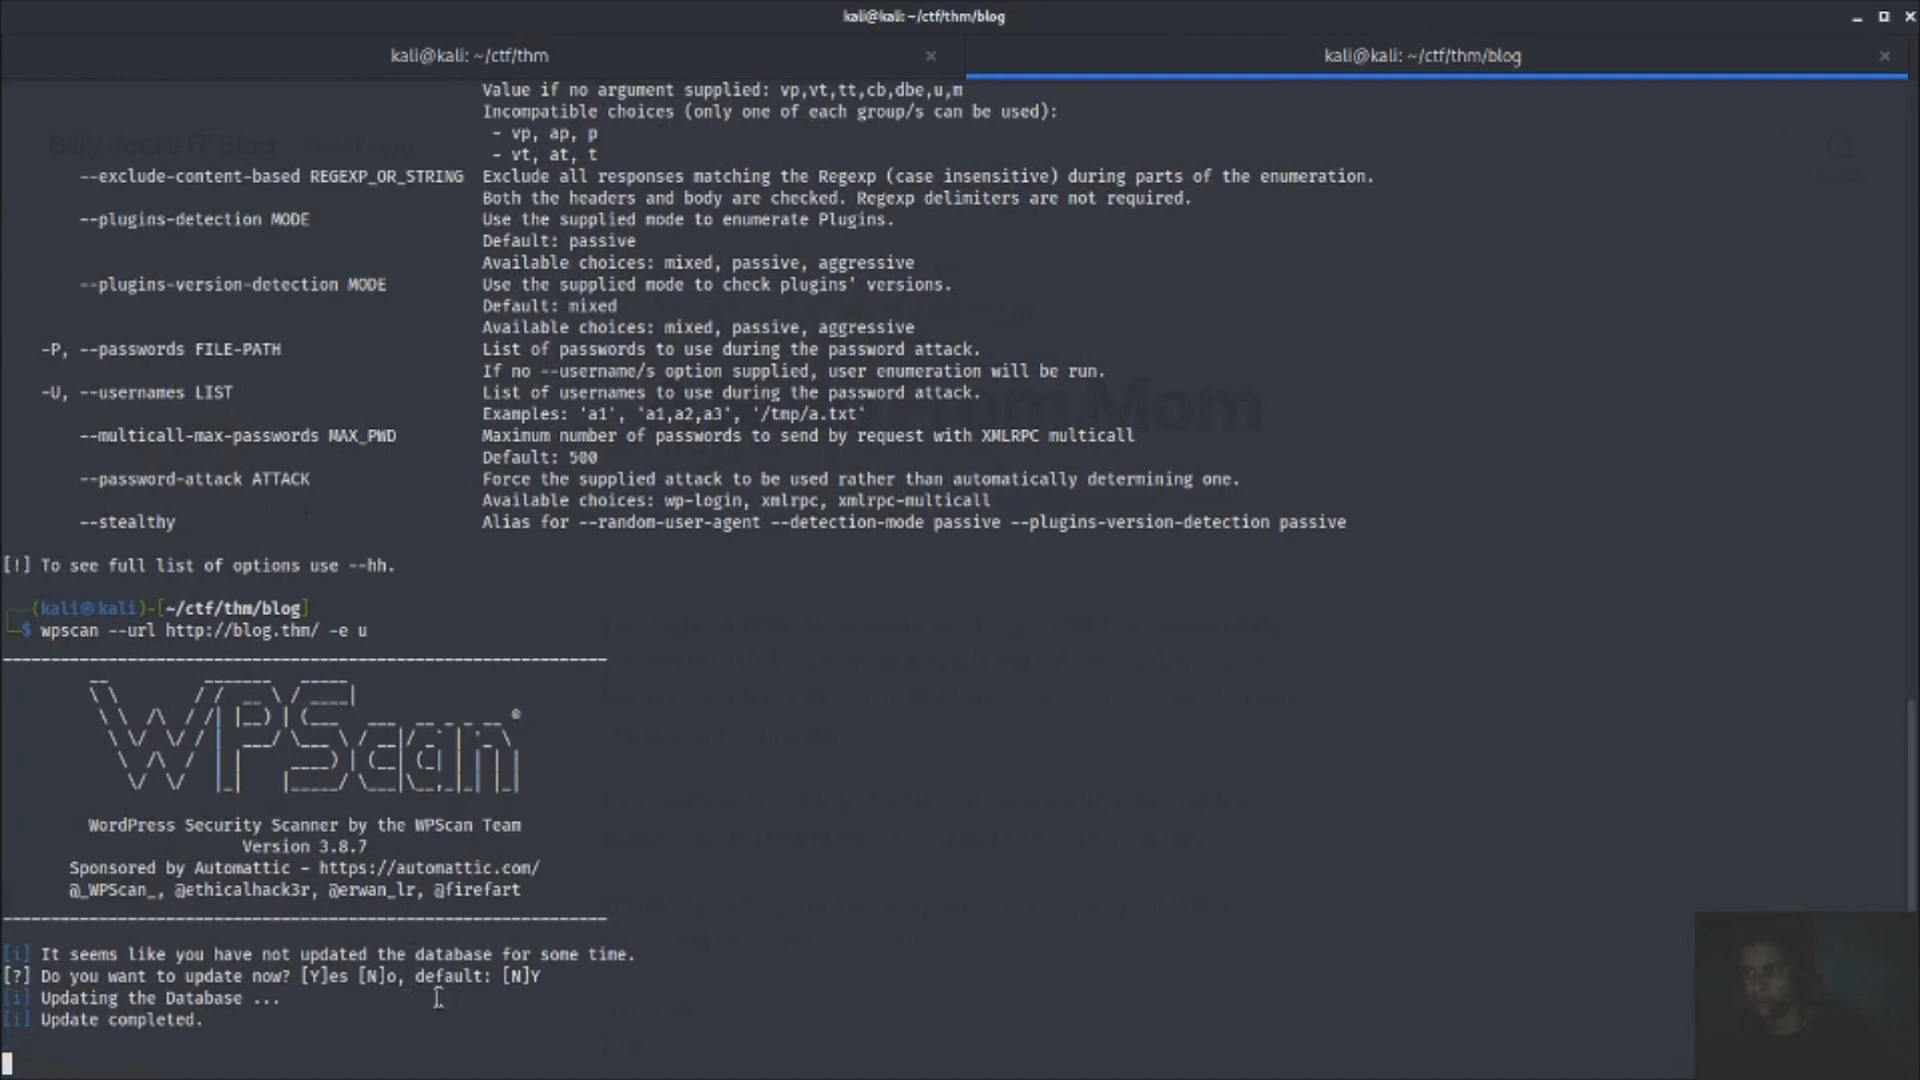 kali@kali: ~/ctf/thm/blog
kali@kali: ~/ctf/thm
kali@kali: ~/ctf/thm/blog
Value if no argument supplied: vp,vt,tt,cb,dbe,u,m
Incompatible choices (only one of each group/s can be used):
- vp, ap, p
- vt, at, t
--exclude-content-based REGEXP_OR_STRING Exclude all responses matching the Regexp (case insensitive) during parts of the enumeration.
Both the headers and body are checked. Regexp delimiters are not required.
--plugins-detection MODE Use the supplied mode to enumerate Plugins.
Default: passive
Available choices: mixed, passive, aggressive
--plugins-version-detection MODE Use the supplied mode to check plugins' versions.
Default: mixed
Available choices: mixed, passive, aggressive
-P, --passwords FILE-PATH List of passwords to use during the password attack.
If no --username/s option supplied, user enumeration will be run.
-U, --usernames LIST List of usernames to use during the password attack.
Examples: 'a1', 'a1,a2,a3', '/tmp/a.txt'
--multicall-max-passwords MAX_PWD Maximum number of passwords to send by request with XMLRPC multicall
Default: 500
--password-attack ATTACK Force the supplied attack to be used rather than automatically determining one.
Available choices: wp-login, xmlrpc, xmlrpc-multicall
--stealthy Alias for --random-user-agent --detection-mode passive --plugins-version-detection passive
[!] To see full list of options use --hh.
(kali㉿kali)-[~/ctf/thm/blog]
$ wpscan --url http://blog.thm/ -e u
WPScan ®
WordPress Security Scanner by the WPScan Team
Version 3.8.7
Sponsored by Automattic - https://automattic.com/
@_WPScan_, @ethicalhack3r, @erwan_lr, @firefart
[i] It seems like you have not updated the database for some time.
[?] Do you want to update now? [Y]es [N]o, default: [N]Y
[i] Updating the Database ...
[i] Update completed.
Billy Joel's IT Blog
From Mom